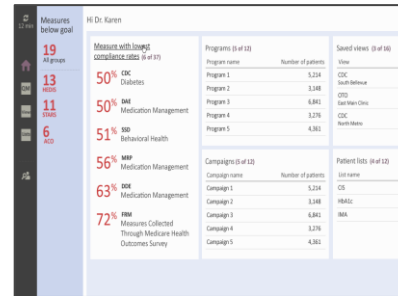 12 min
Measures
below goal
19
All groups
13
HEDIS
11
STARS
6
ACO
Hi Dr. Karen
Measure with lowest
compliance rates (6 of 37)
50% CDC
Diabetes
50% DAE
Medication Management
51% SSD
Behavioral Health
56% MRP
Medication Management
63% DDE
Medication Management
72% FRM
Measures Collected
Through Medicare Health
Outcomes Survey
Programs (5 of 12)
Program name Number of patients
Program 1 5,214
Program 2 3,148
Program 3 6,841
Program 4 3,276
Program 5 4,361
Campaigns (5 of 12)
Campaign name Number of patients
Campaign 1 5,214
Campaign 2 3,148
Campaign 3 6,841
Campaign 4 3,276
Campaign 5 4,361
Saved views (3 of 16)
View
CDC
South Bellevue
OTO
East Main Clinic
CDC
North Metro
Patient lists (4 of 12)
List name
CIS
HbA1c
IMA